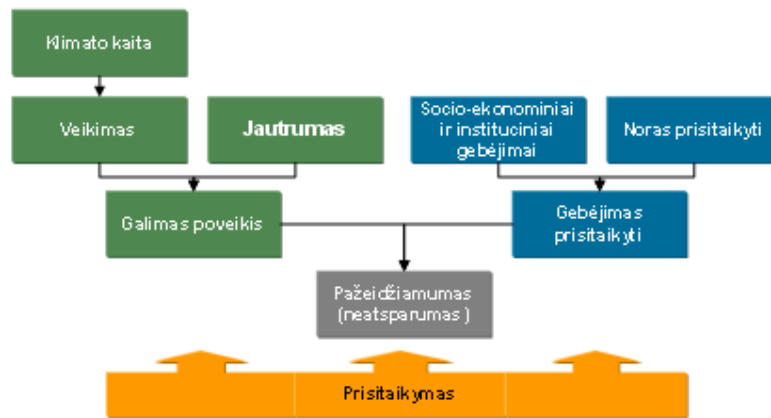 Klimato kaita
Veikimas
Jautrumas
Socio-ekonominiai
ir instituciniai
gebėjimai
Noras prisitaikyti
Galimas poveikis
Gebėjimas
prisitaikyti
Pažeidžiamumas
(neatsparumas )
Prisitaikymas